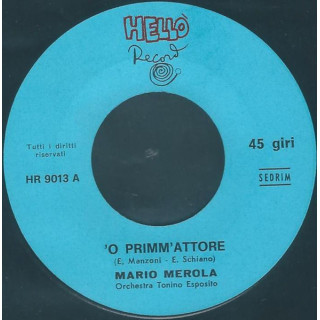 HELLÒ
Record
Tutti i diritti
riservati
45 giri
HR 9013 A
SEDRIM
'O PRIMM'ATTORE
(E. Manzoni - E. Schiano)
MARIO MEROLA
Orchestra Tonino Esposito